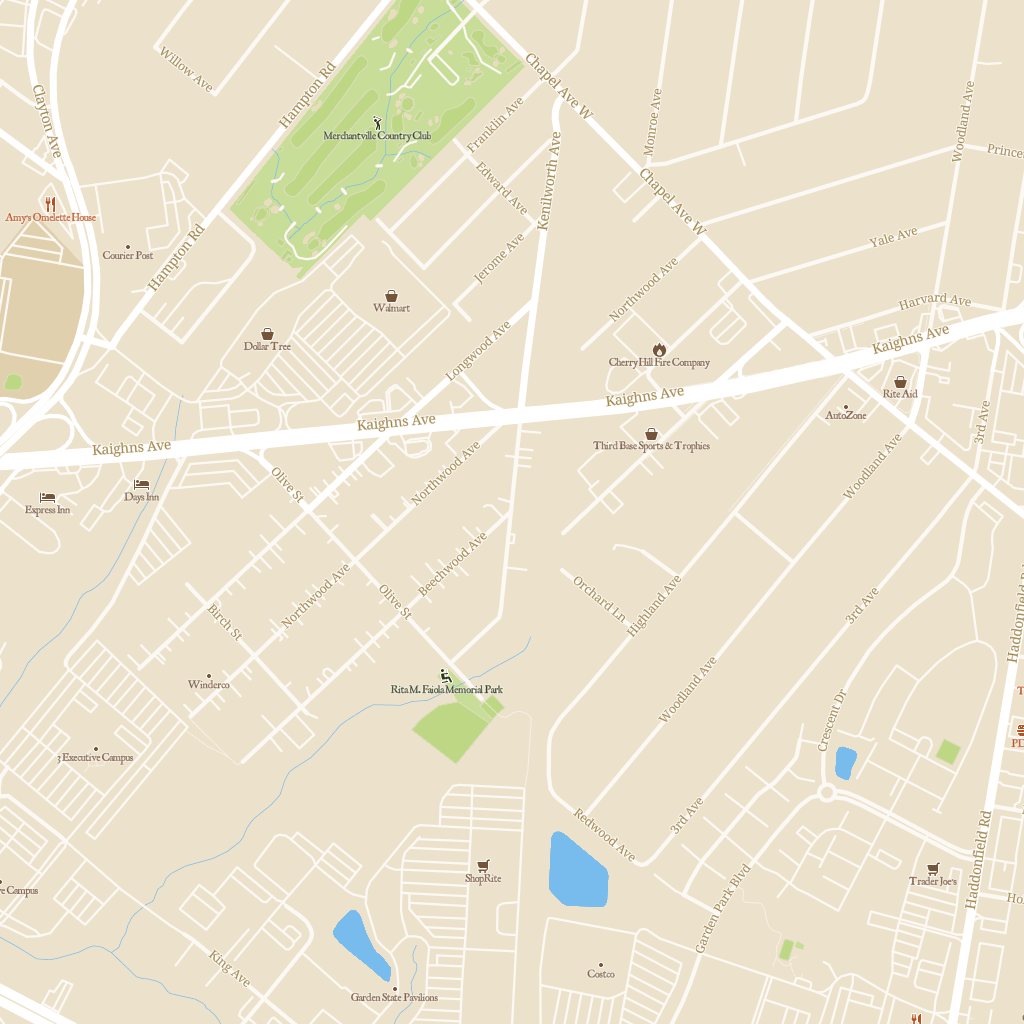 Willow Ave
Hampton Rd
Chapel Ave W
Clayton Ave
Merchantville Country Club
Franklin Ave
Monroe Ave
Woodland Ave
Kenilworth Ave
Edward Ave
Chapel Ave W
Amy's Omelette House
Courier Post
Hampton Rd
Jerome Ave
Yale Ave
Northwood Ave
Walmart
Harvard Ave
Dollar Tree
Longwood Ave
Cherry Hill Fire Company
Kaighns Ave
Kaighns Ave
Rite Aid
AutoZone
Kaighns Ave
Kaighns Ave
3rd Ave
Third Base Sports & Trophies
Woodland Ave
Northwood Ave
Olive St
Days Inn
Express Inn
Beechwood Ave
Northwood Ave
Olive St
Birch St
Orchard Ln
Highland Ave
3rd Ave
Haddonfield Rd
Winderco
Rita M. Faiola Memorial Park
Woodland Ave
Crescent Dr
3 Executive Campus
3rd Ave
Redwood Ave
Haddonfield Rd
ShopRite
Trader Joe's
Garden Park Blvd
King Ave
Costco
Garden State Pavilions